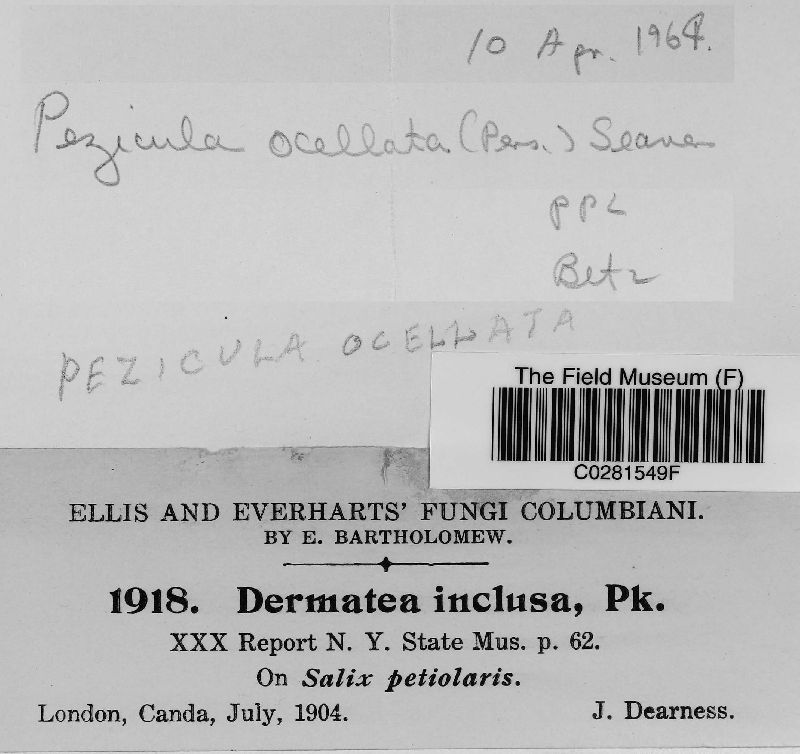 10 Apr. 1964.
Pezicula ocellata (Pers.) Seaver
PPL
Betz
PEZICULA OCELLATA
The Field Museum (F)
C0281549F
ELLIS AND EVERHARTS' FUNGI COLUMBIANI.
BY E. BARTHOLOMEW.
1918. Dermatea inclusa, Pk.
XXX Report N. Y. State Mus. p. 62.
On Salix petiolaris.
London, Canda, July, 1904. J. Dearness.